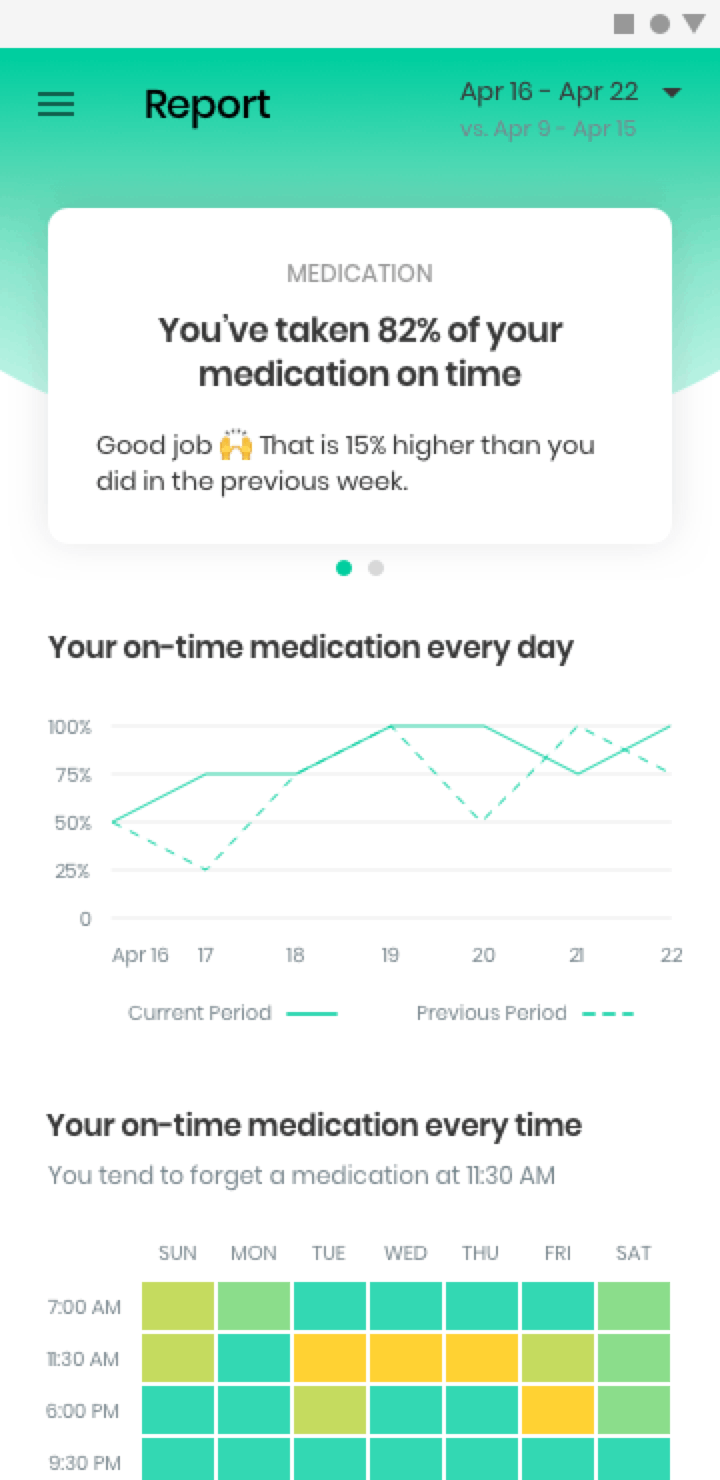 Report
Apr 16 - Apr 22
vs. Apr 9 - Apr 15
MEDICATION
You've taken 82% of your
medication on time
Good job 🙌 That is 15% higher than you
did in the previous week.
Your on-time medication every day
100%
75%
50%
25%
0
Apr 16 17 18 19 20 21 22
Current Period Previous Period
Your on-time medication every time
You tend to forget a medication at 11:30 AM
SUN MON TUE WED THU FRI SAT
7:00 AM
11:30 AM
6:00 PM
9:30 PM